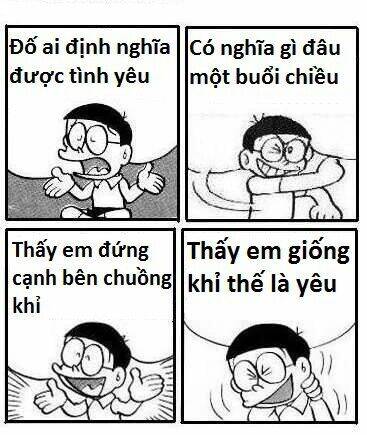 Đố ai định nghĩa
được tình yêu
Có nghĩa gì đâu
một buổi chiều
Thấy em đứng
cạnh bên chuồng
khỉ
Thấy em giống
khỉ thế là yêu